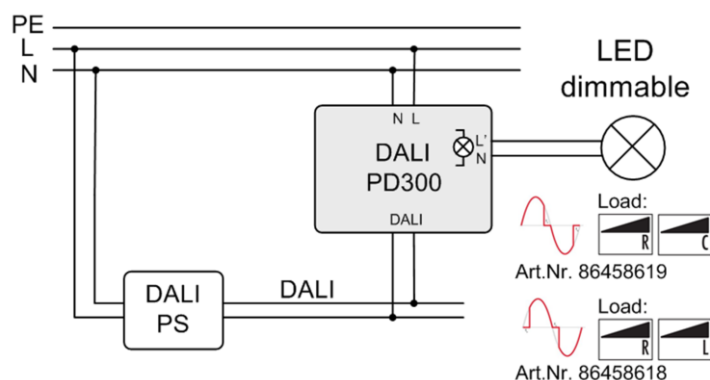 PE
L
N
LED
dimmable
N L
DALI
PD300
L'
N
DALI
Load:
R C
Art.Nr. 86458619
DALI
PS
DALI
Load:
R L
Art.Nr. 86458618